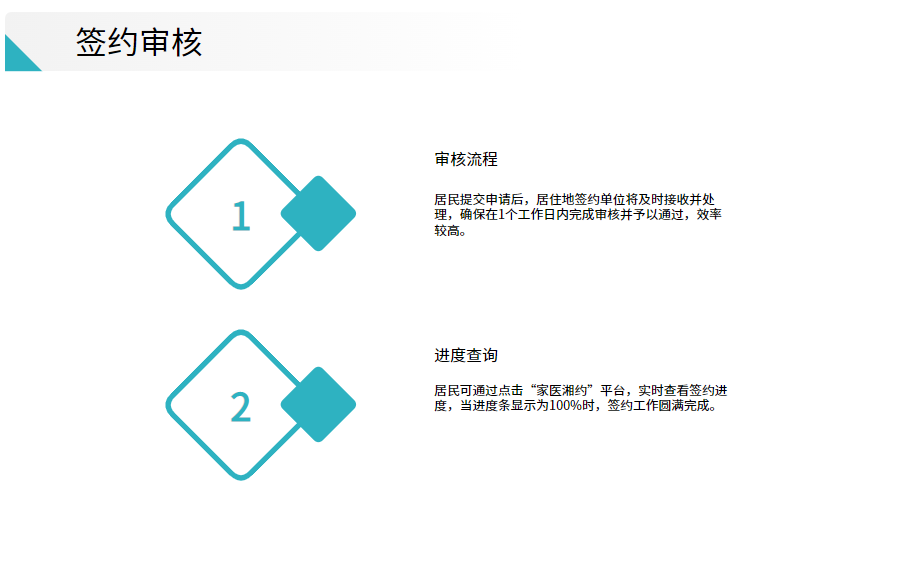 签约审核
1
审核流程
居民提交申请后，居住地签约单位将及时接收并处
理，确保在1个工作日内完成审核并予以通过，效率
较高。
2
进度查询
居民可通过点击“家医湘约”平台，实时查看签约进
度，当进度条显示为100%时，签约工作圆满完成。